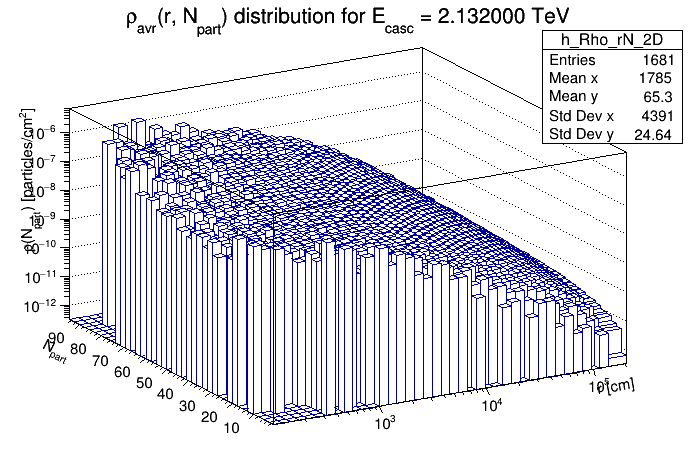 ρavr(r, Npart) distribution for Ecasc = 2.132000 TeV
h_Rho_rN_2D
Entries 1681
Mean x 1785
Mean y 65.3
Std Dev x 4391
Std Dev y 24.64
ρ(Npart) [particles/cm²]
10⁻⁶
10⁻⁷
10⁻⁸
10⁻⁹
10⁻¹⁰
10⁻¹¹
10⁻¹²
90
80
70
60
50
40
30
20
10
Npart
10³
10⁴
10⁵
[cm]